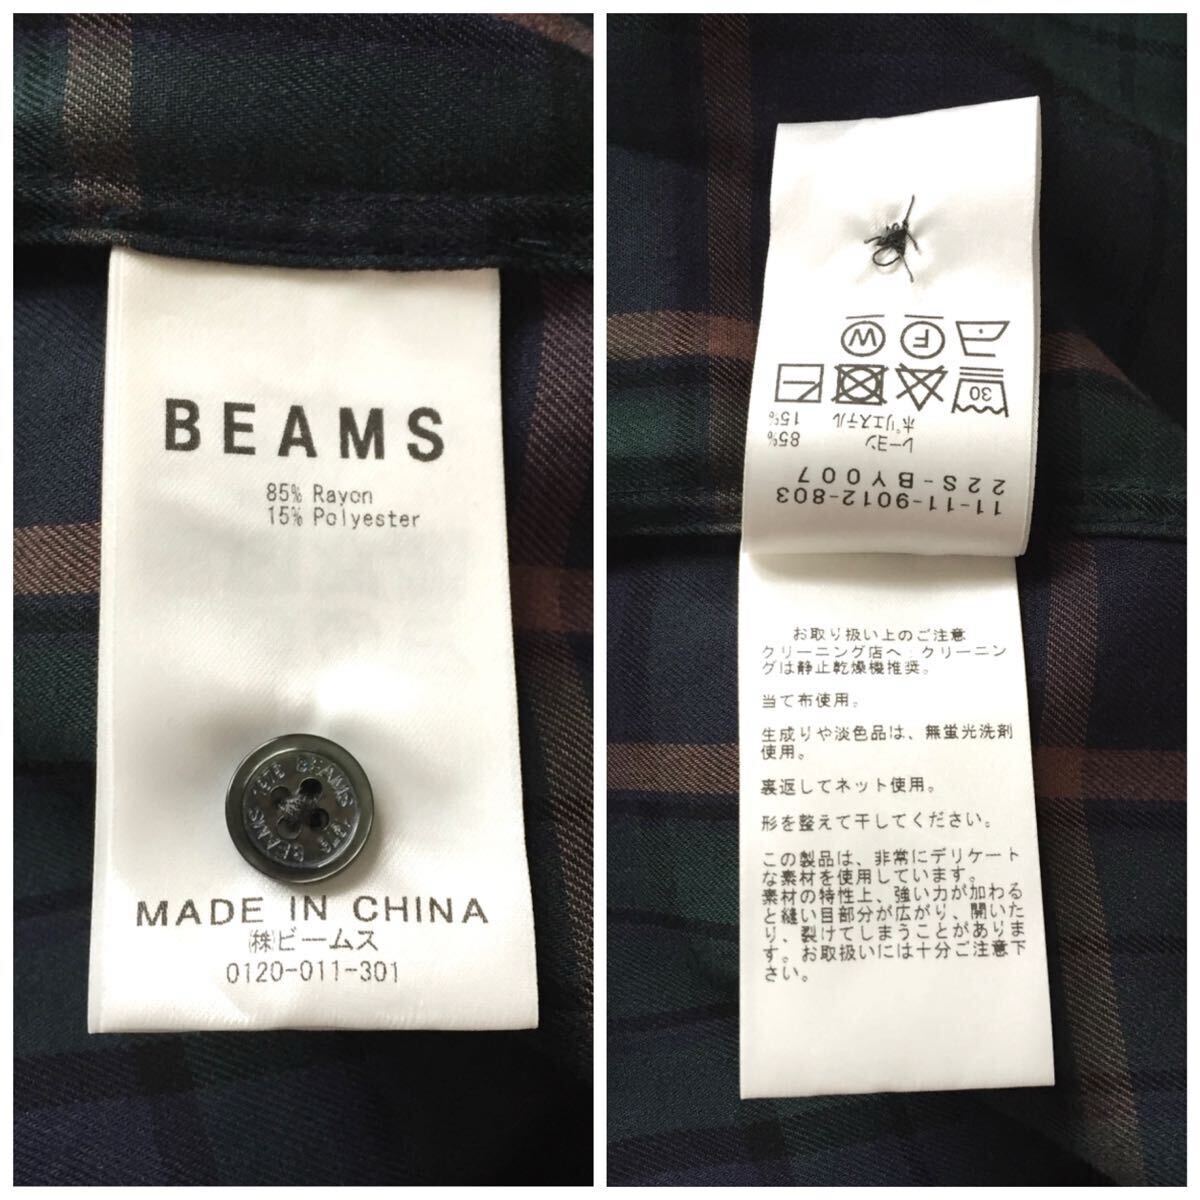 BEAMS
85% Rayon
15% Polyester
1976 BEAMS
1976 BEAMS
MADE IN CHINA
㈱ビームス
0120-011-301
11-11-9012-803
22S-BY007
レーヨン 85%
ポリエステル 15%
30
F W
お取り扱い上のご注意
クリーニング店へ:クリーニン
グは静止乾燥機推奨。
当て布使用。
生成りや淡色品は、無蛍光洗剤
使用。
裏返してネット使用。
形を整えて干してください。
この製品は、非常にデリケート
な素材を使用しています。
素材の特性上、強い力が加わる
と縫い目部分が広がり、開いた
り、裂けてしまうことがありま
す。お取扱いには十分ご注意下
さい。